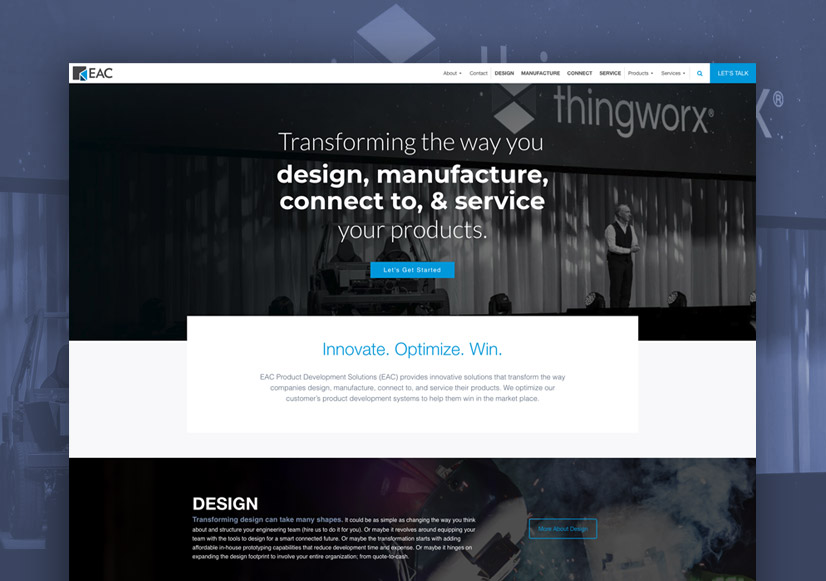 EAC
About
Contact
DESIGN
MANUFACTURE
CONNECT
SERVICE
Products
Services
LET'S TALK
thingworx®
X®
Transforming the way you
design, manufacture,
connect to, & service
your products.
Let's Get Started
Innovate. Optimize. Win.
EAC Product Development Solutions (EAC) provides innovative solutions that transform the way
companies design, manufacture, connect to, and service their products. We optimize our
customer's product development systems to help them win in the market place.
DESIGN
Transforming design can take many shapes. It could be as simple as changing the way you think
about and structure your engineering team (hire us to do it for you). Or maybe it revolves around equipping your
team with the tools to design for a smart connected future. Or maybe the transformation starts with adding
affordable in-house prototyping capabilities that reduce development time and expense. Or maybe it hinges on
expanding the design footprint to involve your entire organization; from quote-to-cash.
More About Design